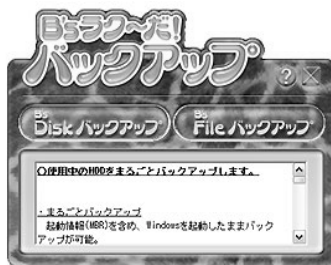 B'sラク～だ!
バックアップ
B's Disk バックアップ
B's File バックアップ
○使用中のHDDをまるごとバックアップします。
・まるごとバックアップ
起動情報(MBR)を含め、Windowsを起動したままバック
アップが可能。